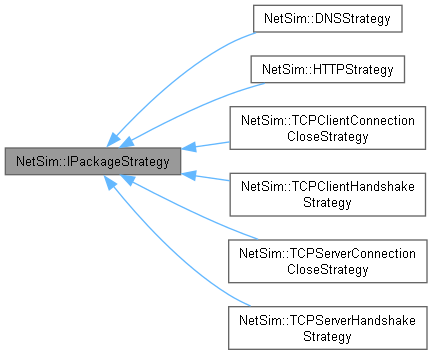 NetSim::DNSStrategy
NetSim::HTTPStrategy
NetSim::TCPClientConnection
CloseStrategy
NetSim::IPackageStrategy
NetSim::TCPClientHandshake
Strategy
NetSim::TCPServerConnection
CloseStrategy
NetSim::TCPServerHandshake
Strategy